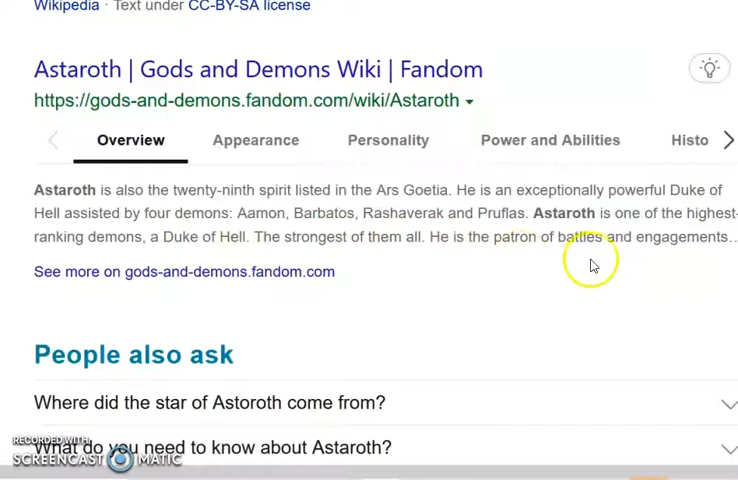 Wikipedia · Text under CC-BY-SA license
Astaroth | Gods and Demons Wiki | Fandom
https://gods-and-demons.fandom.com/wiki/Astaroth
Overview Appearance Personality Power and Abilities Histo
Astaroth is also the twenty-ninth spirit listed in the Ars Goetia. He is an exceptionally powerful Duke of
Hell assisted by four demons: Aamon, Barbatos, Rashaverak and Pruflas. Astaroth is one of the highest-
ranking demons, a Duke of Hell. The strongest of them all. He is the patron of battles and engagements…
See more on gods-and-demons.fandom.com
People also ask
Where did the star of Astoroth come from?
What do you need to know about Astaroth?
RECORDED WITH
SCREENCAST MATIC